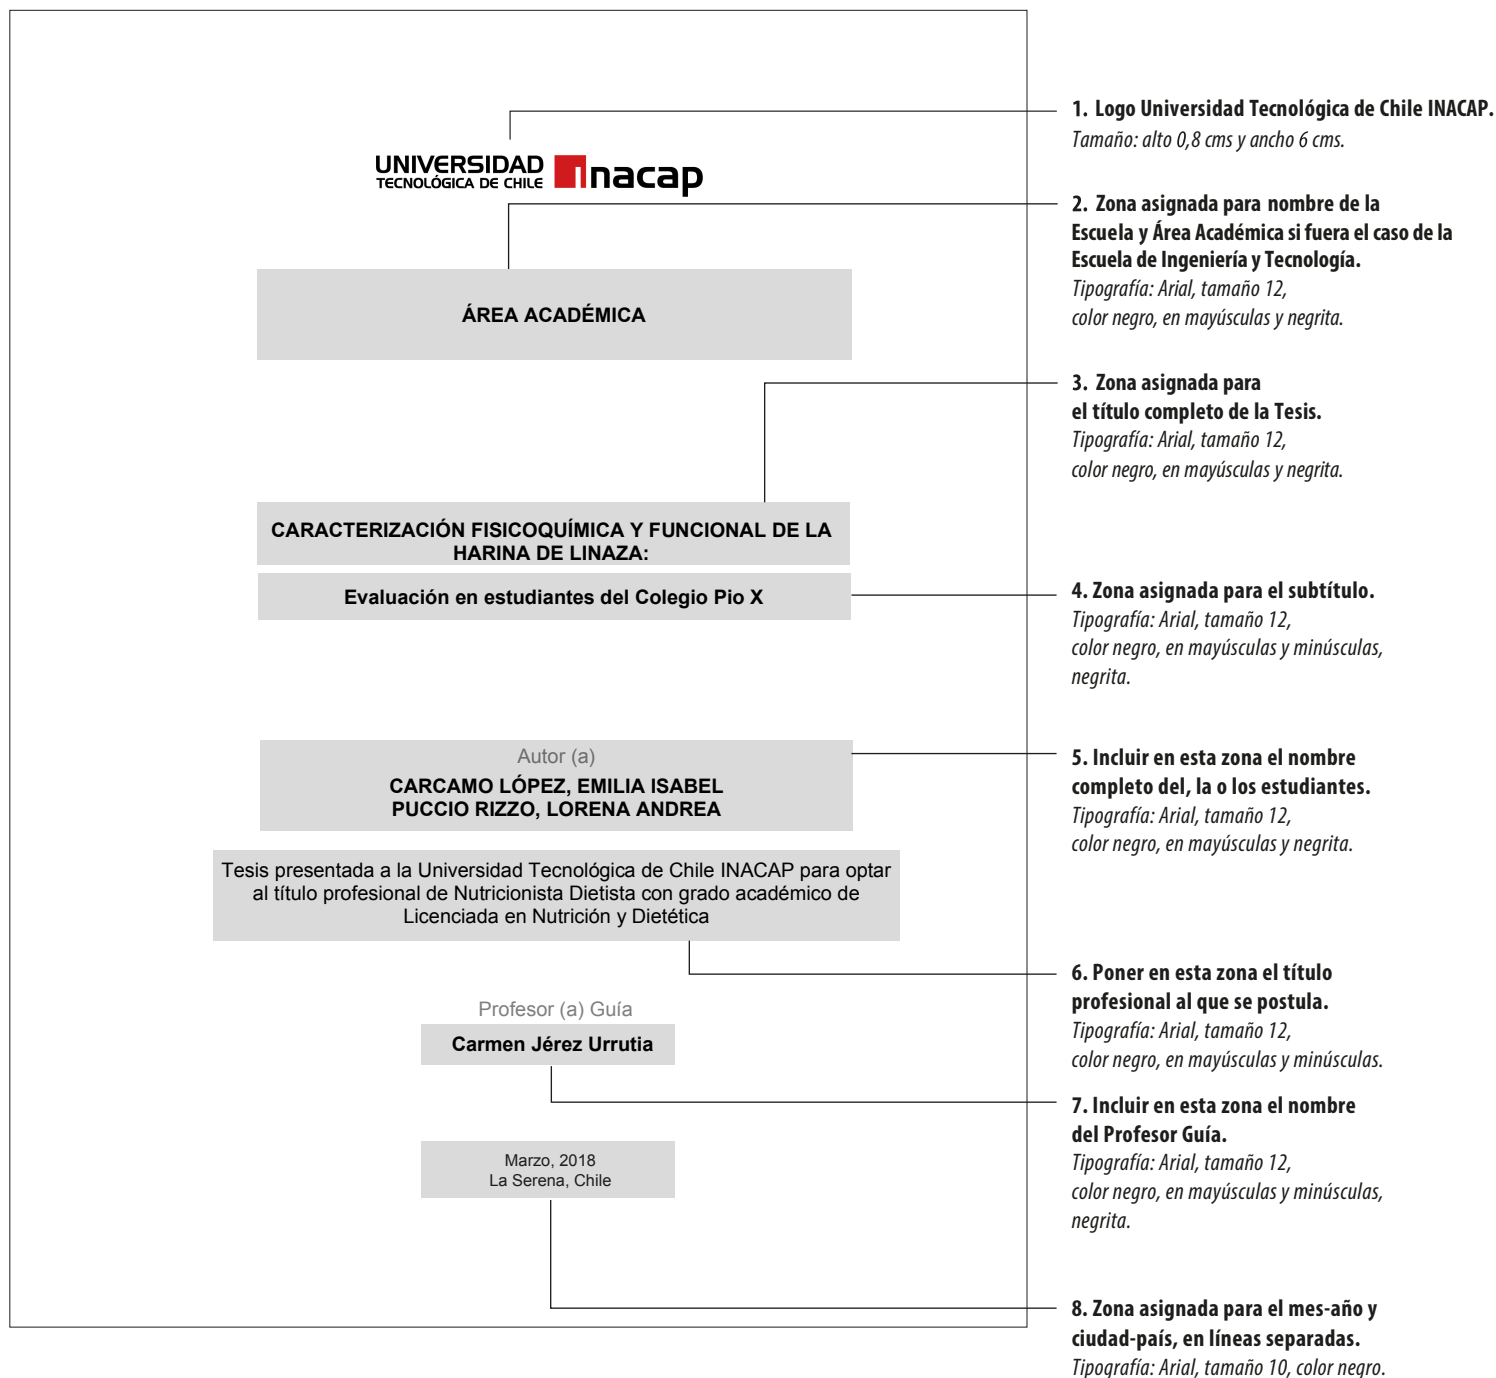 UNIVERSIDAD
TECNOLÓGICA DE CHILE
inacap
ÁREA ACADÉMICA
CARACTERIZACIÓN FISICOQUÍMICA Y FUNCIONAL DE LA
HARINA DE LINAZA:
Evaluación en estudiantes del Colegio Pio X
Autor (a)
CARCAMO LÓPEZ, EMILIA ISABEL
PUCCIO RIZZO, LORENA ANDREA
Tesis presentada a la Universidad Tecnológica de Chile INACAP para optar
al título profesional de Nutricionista Dietista con grado académico de
Licenciada en Nutrición y Dietética
Profesor (a) Guía
Carmen Jérez Urrutia
Marzo, 2018
La Serena, Chile
1. Logo Universidad Tecnológica de Chile INACAP.
Tamaño: alto 0,8 cms y ancho 6 cms.
2. Zona asignada para nombre de la
Escuela y Área Académica si fuera el caso de la
Escuela de Ingeniería y Tecnología.
Tipografía: Arial, tamaño 12,
color negro, en mayúsculas y negrita.
3. Zona asignada para
el título completo de la Tesis.
Tipografía: Arial, tamaño 12,
color negro, en mayúsculas y negrita.
4. Zona asignada para el subtítulo.
Tipografía: Arial, tamaño 12,
color negro, en mayúsculas y minúsculas,
negrita.
5. Incluir en esta zona el nombre
completo del, la o los estudiantes.
Tipografía: Arial, tamaño 12,
color negro, en mayúsculas y negrita.
6. Poner en esta zona el título
profesional al que se postula.
Tipografía: Arial, tamaño 12,
color negro, en mayúsculas y minúsculas.
7. Incluir en esta zona el nombre
del Profesor Guía.
Tipografía: Arial, tamaño 12,
color negro, en mayúsculas y minúsculas,
negrita.
8. Zona asignada para el mes-año y
ciudad-país, en líneas separadas.
Tipografía: Arial, tamaño 10, color negro.